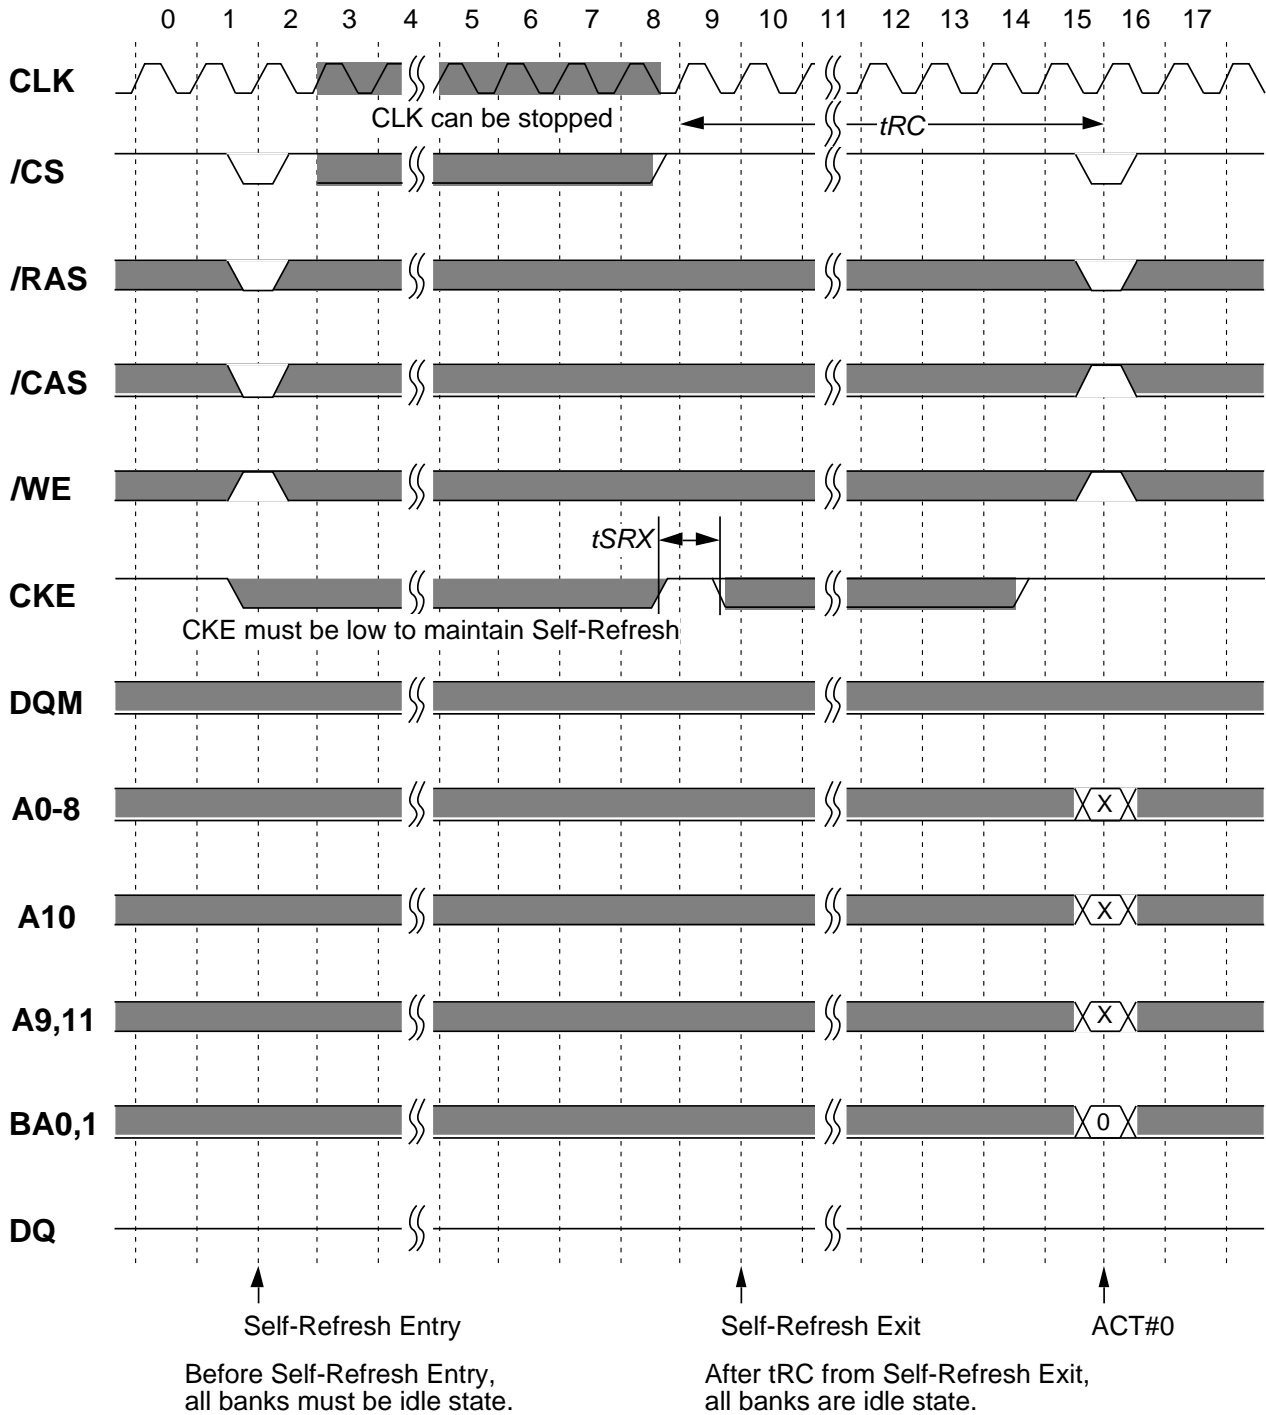 0 1 2 3 4 5 6 7 8 9 10 11 12 13 14 15 16 17
CLK
CLK can be stopped
tRC
/CS
/RAS
/CAS
/WE
tSRX
CKE
CKE must be low to maintain Self-Refresh
DQM
A0-8
X
A10
X
A9,11
X
BA0,1
0
DQ
Self-Refresh Entry
Self-Refresh Exit
ACT#0
Before Self-Refresh Entry,
all banks must be idle state.
After tRC from Self-Refresh Exit,
all banks are idle state.